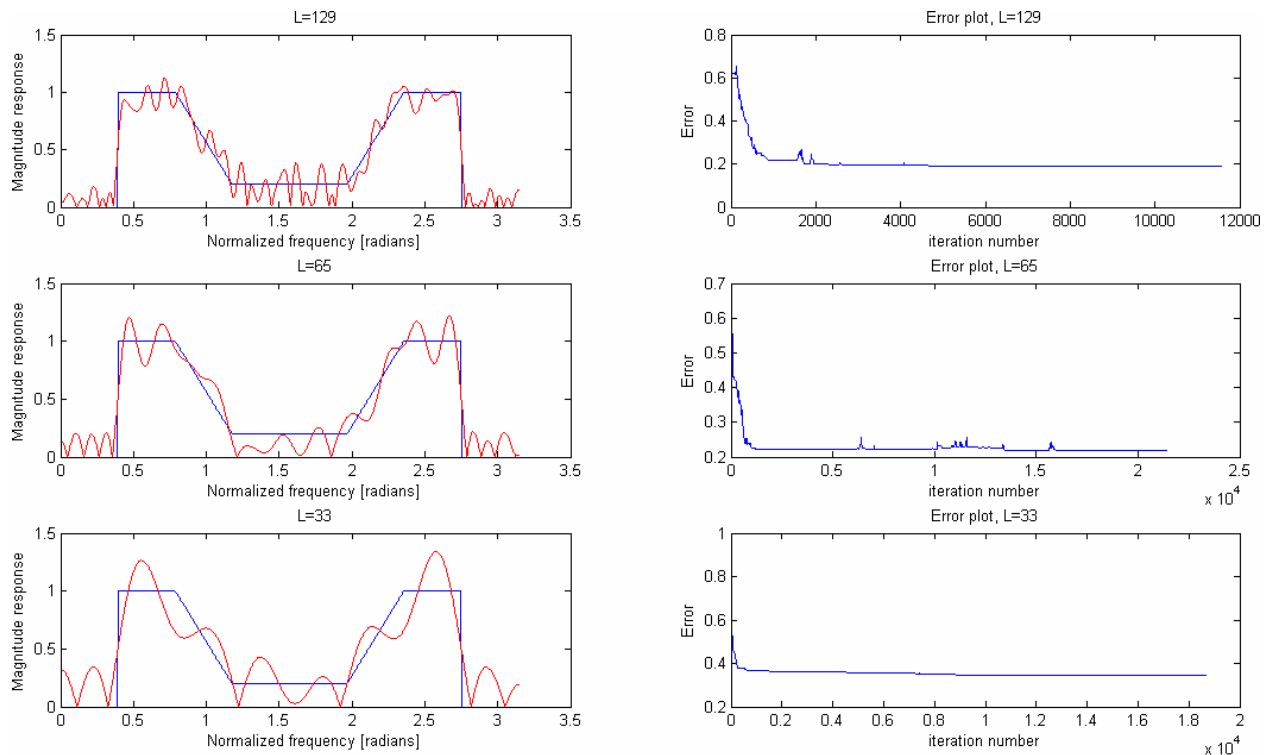 L=129
1.5
1
0.5
0
Magnitude response
0 0.5 1 1.5 2 2.5 3 3.5
Normalized frequency [radians]
Error plot, L=129
0.8
0.6
0.4
0.2
0
Error
0 2000 4000 6000 8000 10000 12000
iteration number
L=65
1.5
1
0.5
0
Magnitude response
0 0.5 1 1.5 2 2.5 3 3.5
Normalized frequency [radians]
Error plot, L=65
0.7
0.6
0.5
0.4
0.3
0.2
Error
0 0.5 1 1.5 2 2.5
iteration number
x 10^4
L=33
1.5
1
0.5
0
Magnitude response
0 0.5 1 1.5 2 2.5 3 3.5
Normalized frequency [radians]
Error plot, L=33
1
0.8
0.6
0.4
0.2
Error
0 0.2 0.4 0.6 0.8 1 1.2 1.4 1.6 1.8 2
iteration number
x 10^4